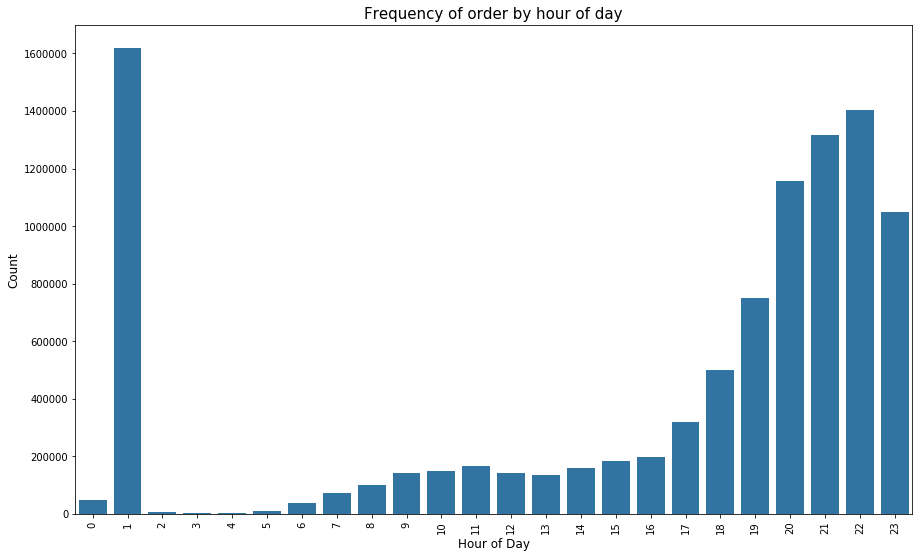 Frequency of order by hour of day
1600000
1400000
1200000
1000000
800000
600000
400000
200000
0
Count
0 1 2 3 4 5 6 7 8 9 10 11 12 13 14 15 16 17 18 19 20 21 22 23
Hour of Day